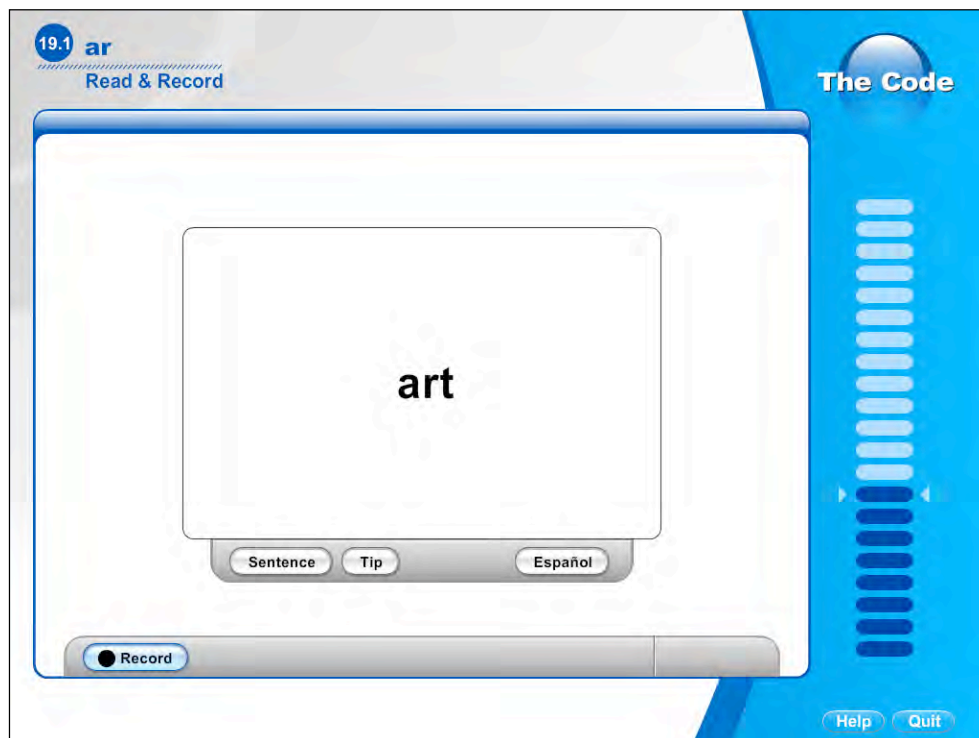 19.1 ar
Read & Record
The Code
art
Sentence Tip Español
Record
Help Quit